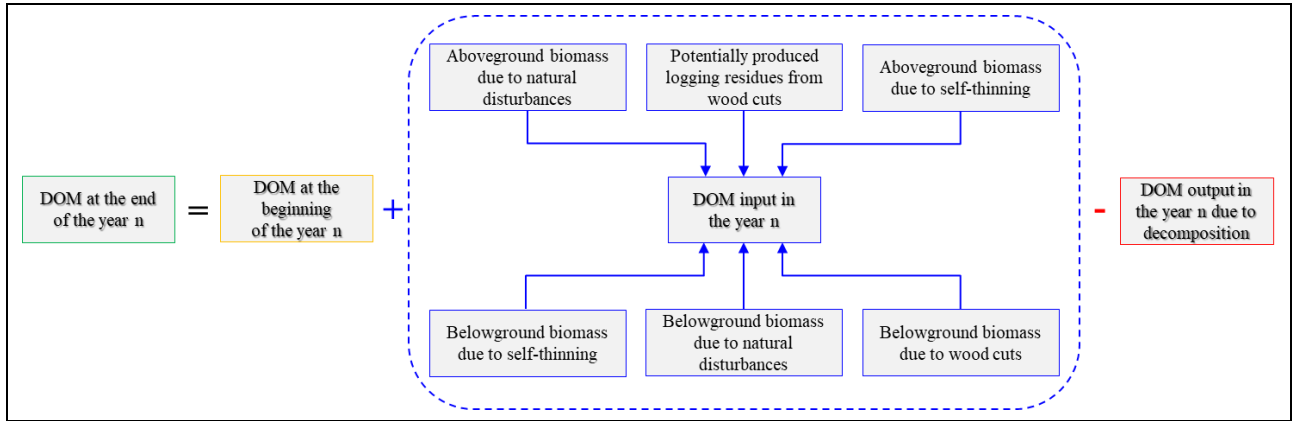 Aboveground biomass
due to natural
disturbances
Potentially produced
logging residues from
wood cuts
Aboveground biomass
due to self-thinning
DOM at the end
of the year n
=
DOM at the
beginning
of the year n
+
DOM input in
the year n
-
DOM output in
the year n due to
decomposition
Belowground biomass
due to self-thinning
Belowground biomass
due to natural
disturbances
Belowground biomass
due to wood cuts